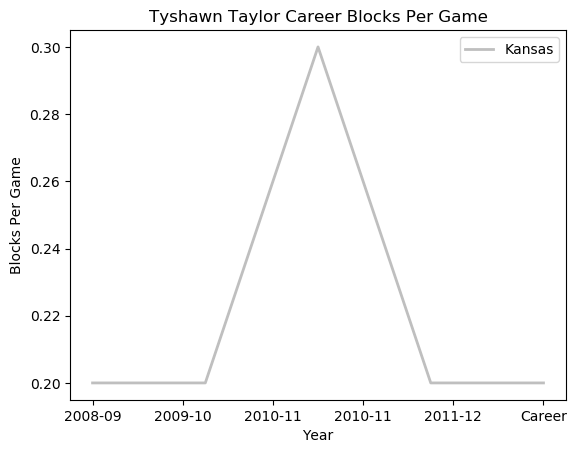 Tyshawn Taylor Career Blocks Per Game
Kansas
0.30
0.28
0.26
0.24
0.22
0.20
Blocks Per Game
2008-09 2009-10 2010-11 2010-11 2011-12 Career
Year